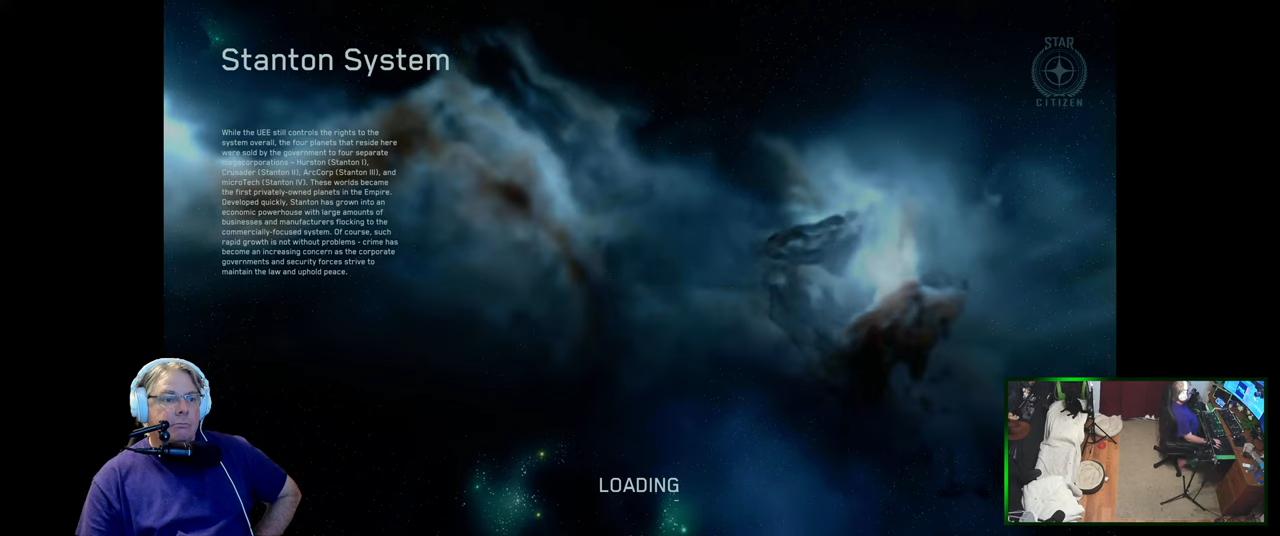 Stanton System
STAR
CITIZEN
While the UEE still controls the rights to the
system overall, the four planets that reside here
were sold by the government to four separate
megacorporations - Hurston (Stanton I),
Crusader (Stanton II), ArcCorp (Stanton III), and
microTech (Stanton IV). These worlds became
the first privately-owned planets in the Empire.
Developed quickly, Stanton has grown into an
economic powerhouse with large amounts of
businesses and manufacturers flocking to the
commercially-focused system. Of course, such
rapid growth is not without problems - crime has
become an increasing concern as the corporate
governments and security forces strive to
maintain the law and uphold peace.
LOADING